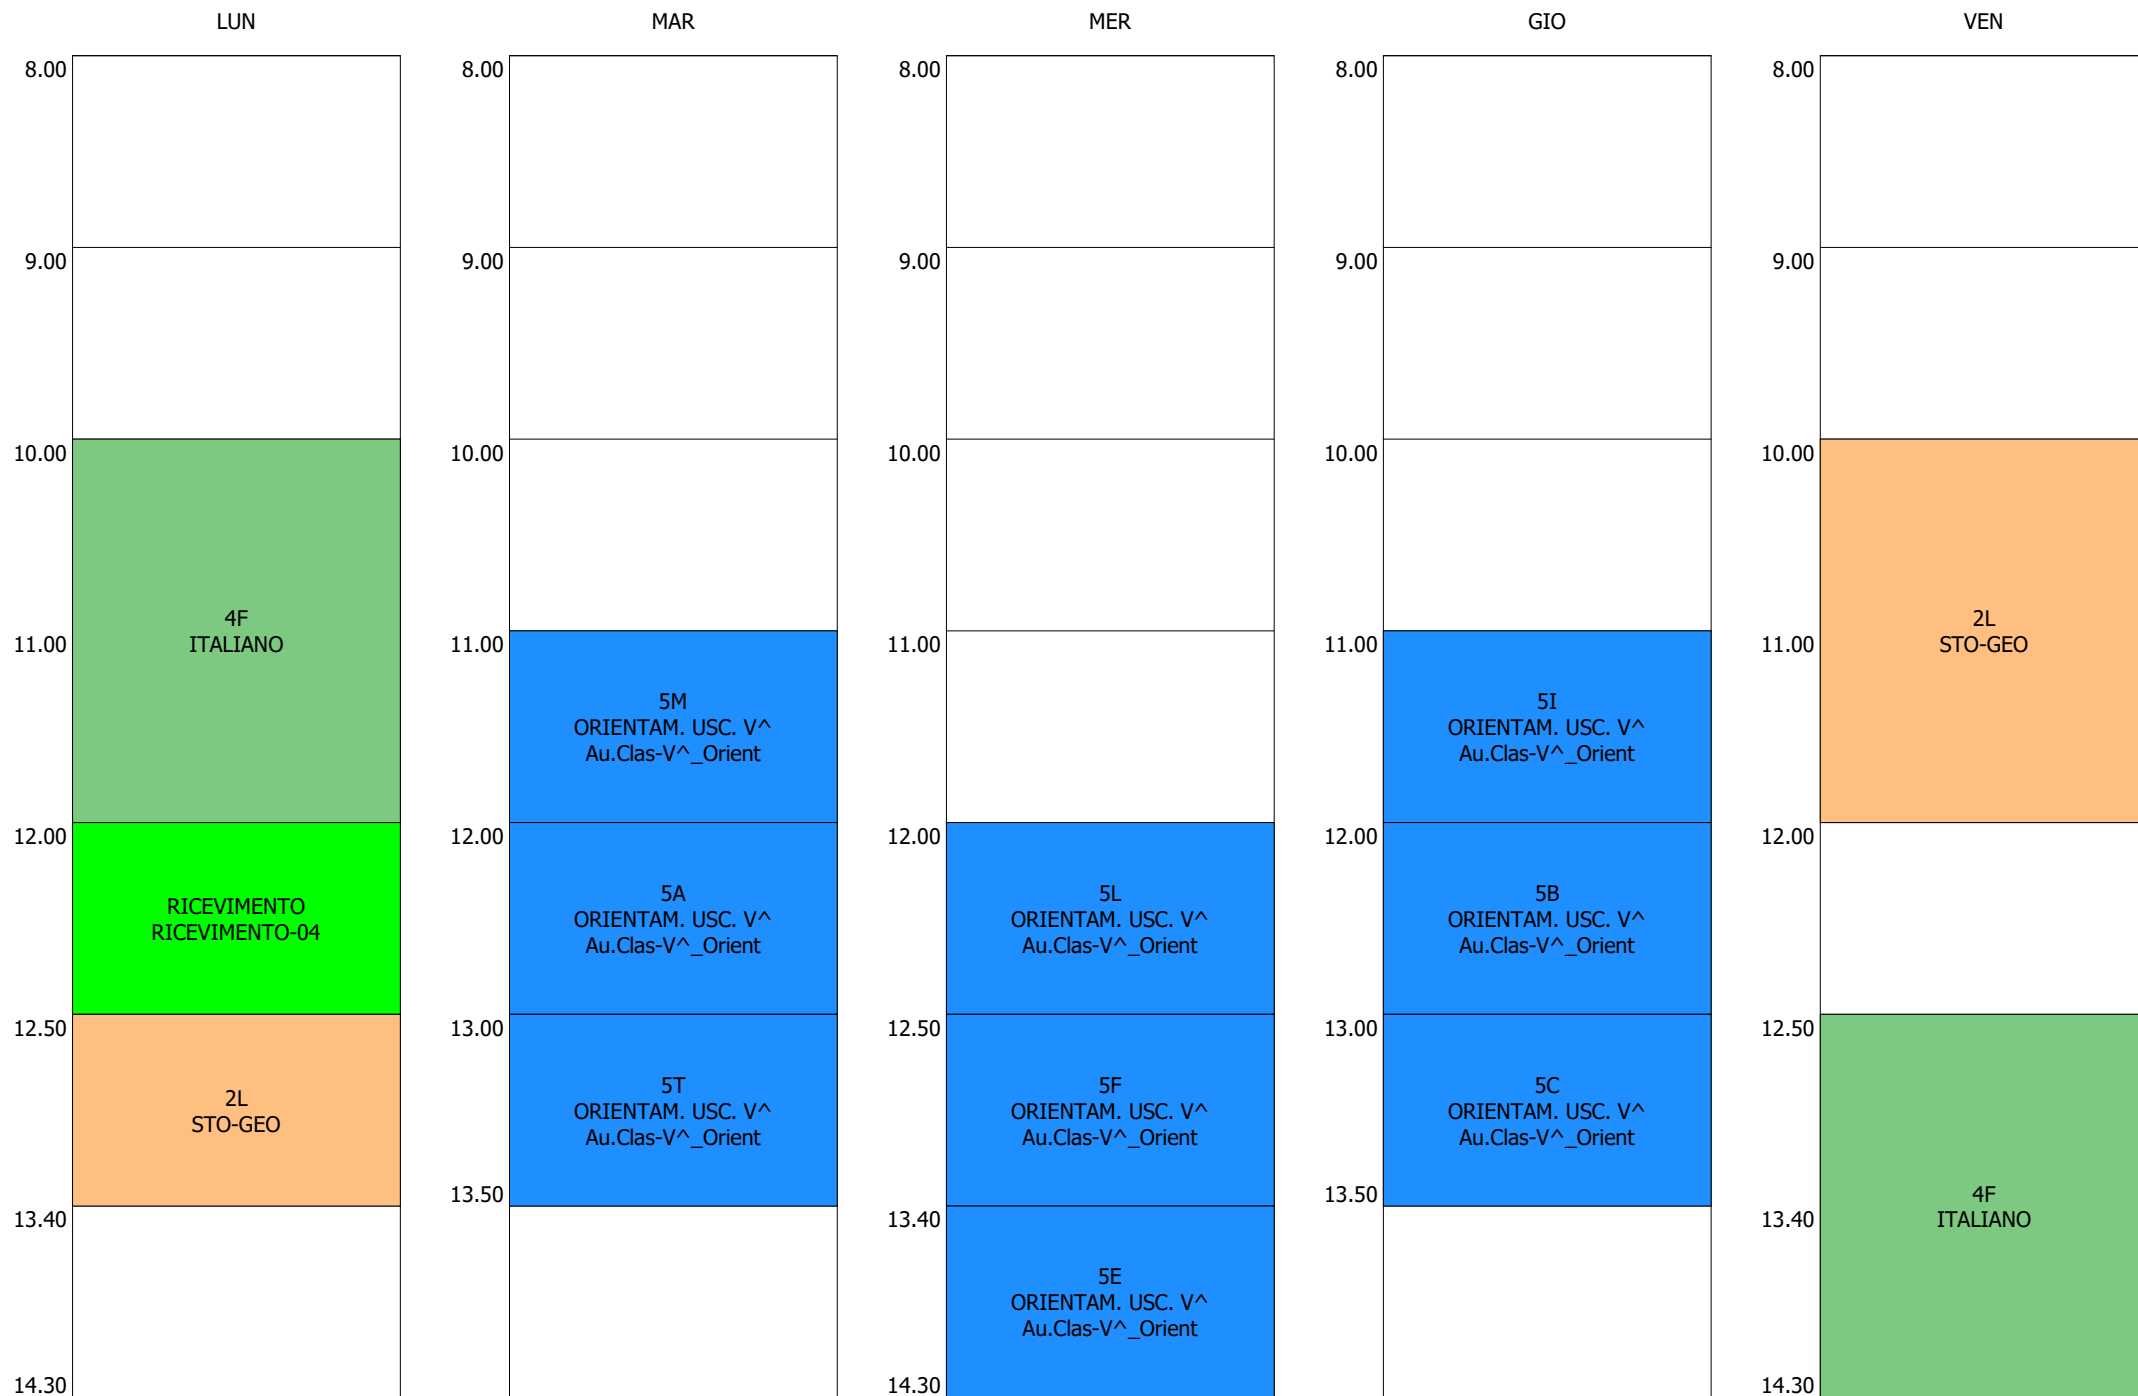 LUN
MAR
MER
GIO
VEN
8.00
8.00
8.00
8.00
8.00
9.00
9.00
9.00
9.00
9.00
10.00
10.00
10.00
10.00
10.00
4F
ITALIANO
2L
STO-GEO
11.00
11.00
11.00
11.00
11.00
5M
ORIENTAM. USC. V^
Au.Clas-V^_Orient
5I
ORIENTAM. USC. V^
Au.Clas-V^_Orient
12.00
12.00
12.00
12.00
12.00
RICEVIMENTO
RICEVIMENTO-04
5A
ORIENTAM. USC. V^
Au.Clas-V^_Orient
5L
ORIENTAM. USC. V^
Au.Clas-V^_Orient
5B
ORIENTAM. USC. V^
Au.Clas-V^_Orient
12.50
13.00
12.50
13.00
12.50
2L
STO-GEO
5T
ORIENTAM. USC. V^
Au.Clas-V^_Orient
5F
ORIENTAM. USC. V^
Au.Clas-V^_Orient
5C
ORIENTAM. USC. V^
Au.Clas-V^_Orient
4F
ITALIANO
13.40
13.50
13.40
13.50
13.40
5E
ORIENTAM. USC. V^
Au.Clas-V^_Orient
14.30
14.30
14.30